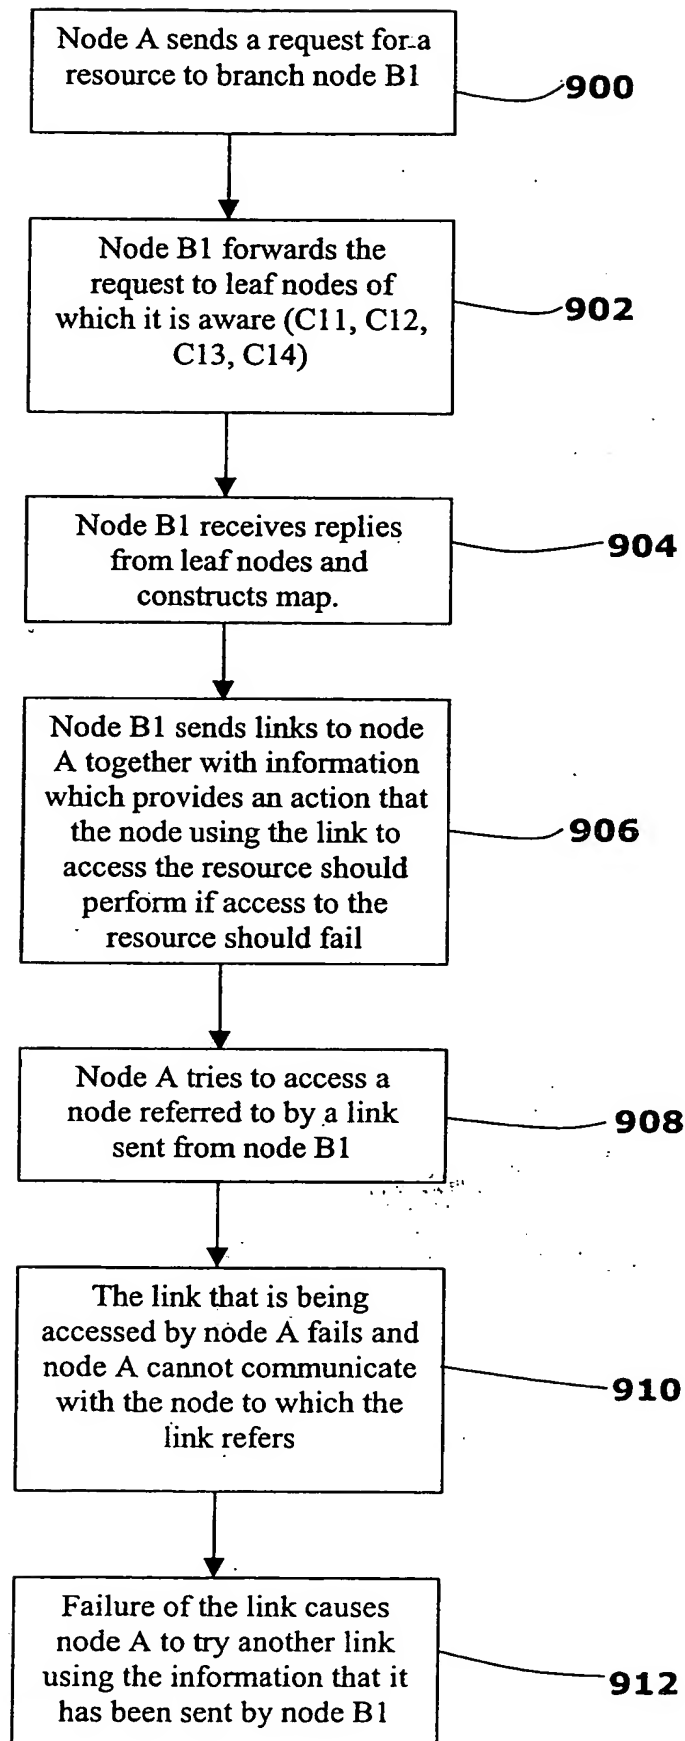 Node A sends a request for a
resource to branch node B1
900
Node B1 forwards the
request to leaf nodes of
which it is aware (C11, C12,
C13, C14)
902
Node B1 receives replies
from leaf nodes and
constructs map.
904
Node B1 sends links to node
A together with information
which provides an action that
the node using the link to
access the resource should
perform if access to the
resource should fail
906
Node A tries to access a
node referred to by a link
sent from node B1
908
The link that is being
accessed by node A fails and
node A cannot communicate
with the node to which the
link refers
910
Failure of the link causes
node A to try another link
using the information that it
has been sent by node B1
912